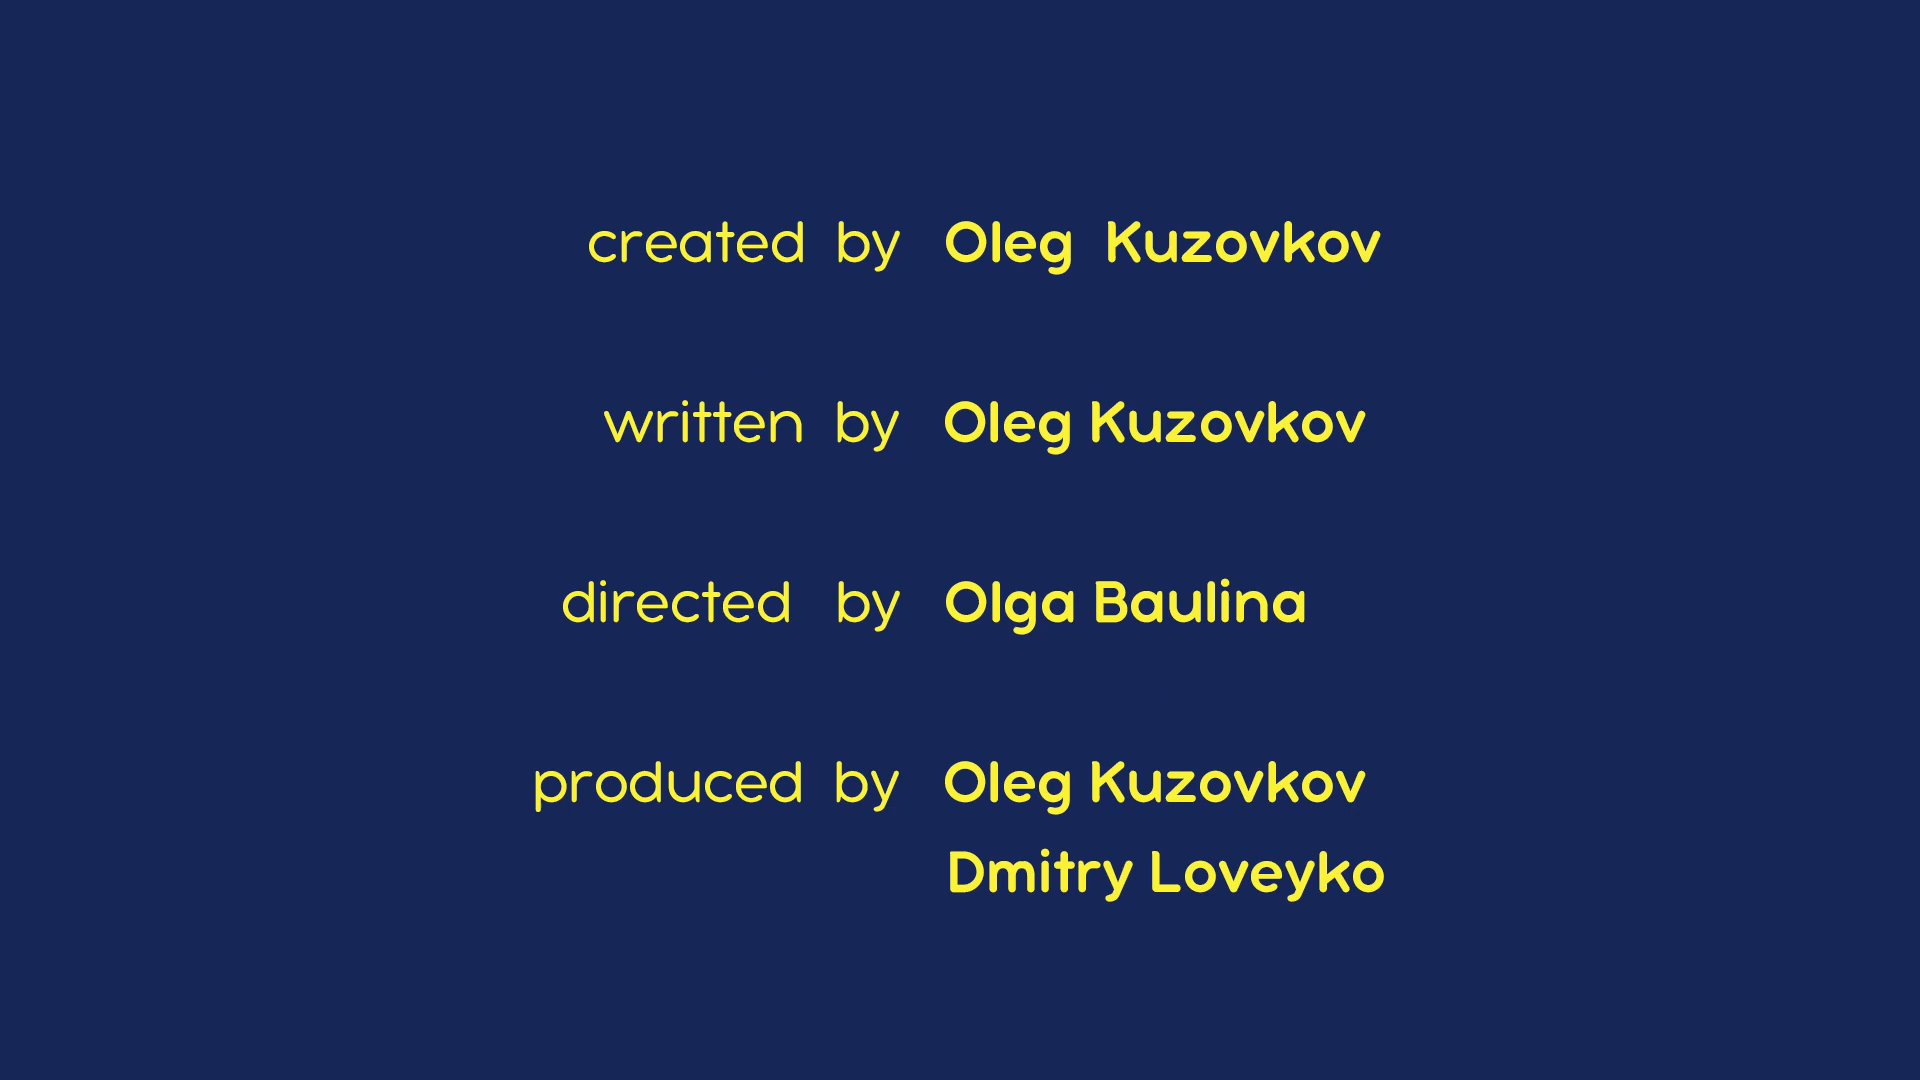 created by Oleg Kuzovkov
written by Oleg Kuzovkov
directed by Olga Baulina
produced by Oleg Kuzovkov
Dmitry Loveyko